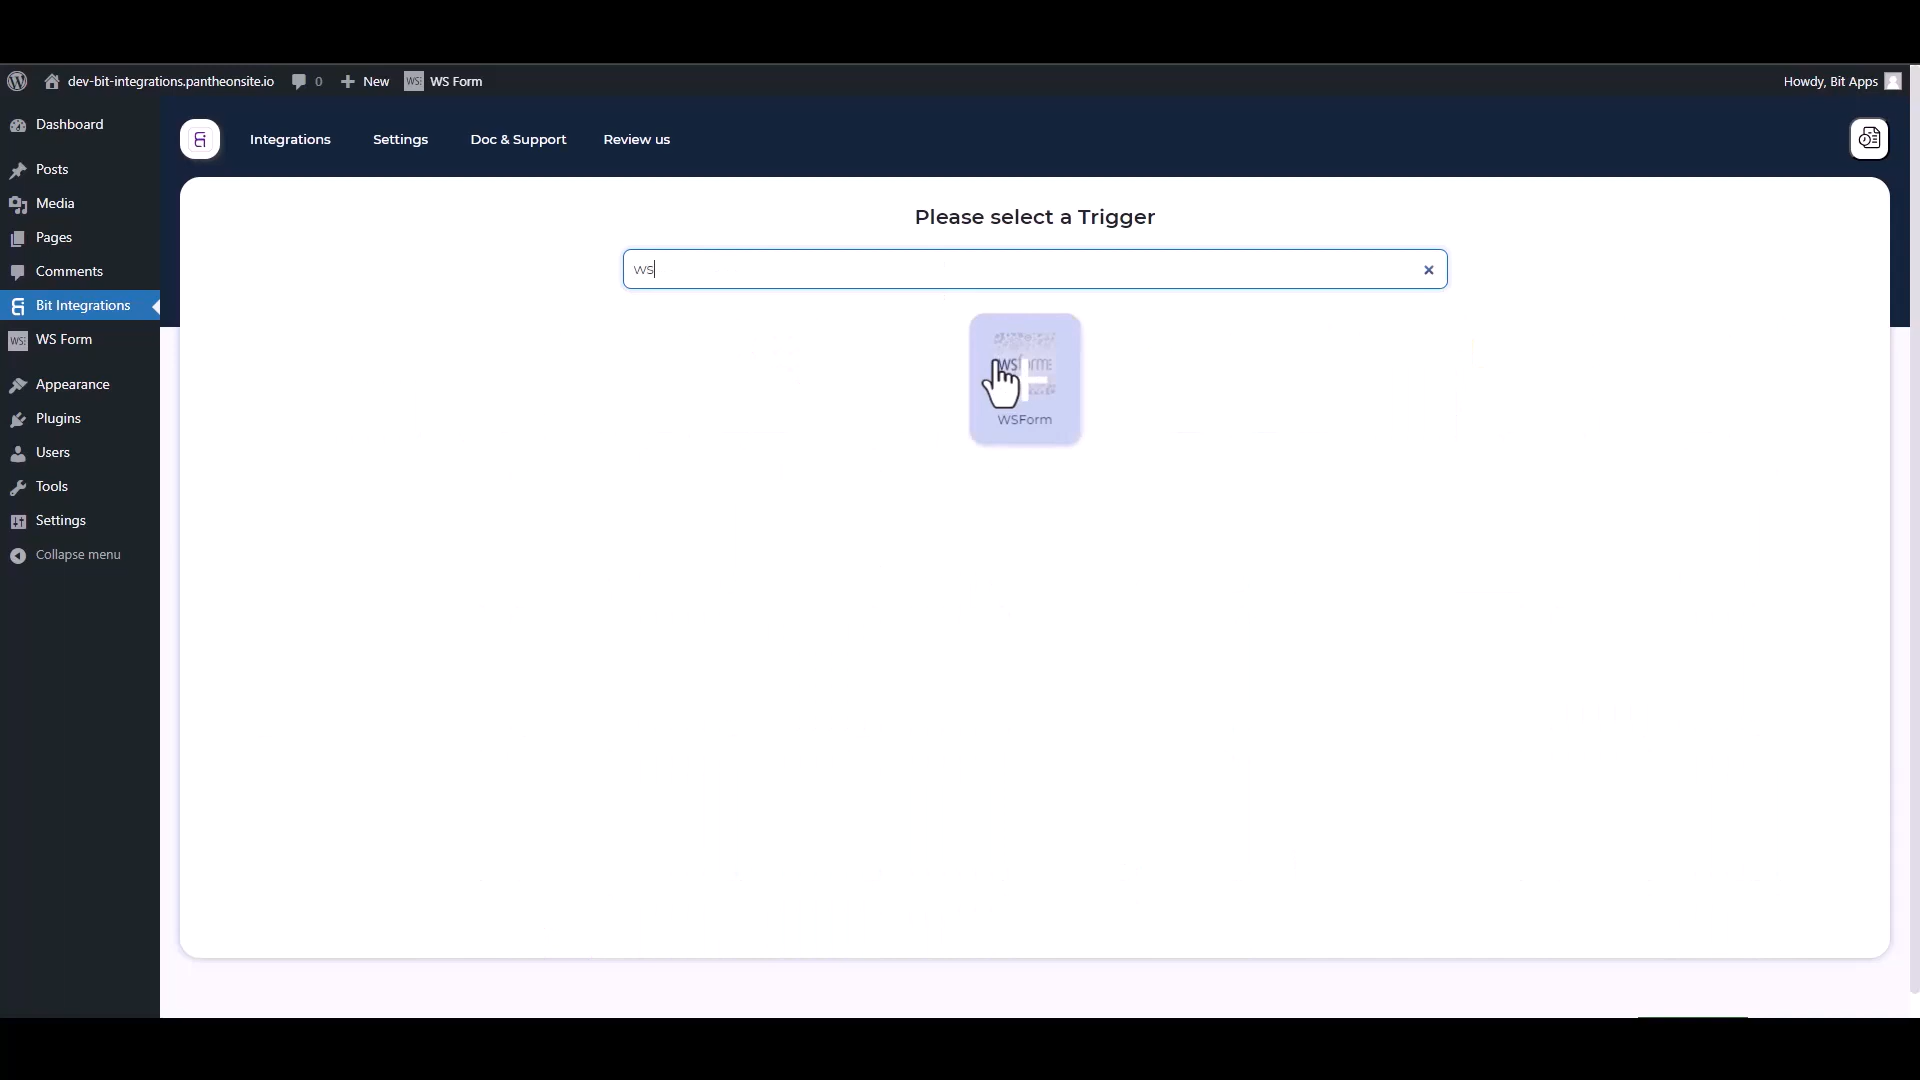 dev-bit-integrations.pantheonsite.io
0
New
WS Form
Howdy, Bit Apps
Dashboard
Posts
Media
Pages
Comments
Bit Integrations
WS Form
Appearance
Plugins
Users
Tools
Settings
Collapse menu
Integrations
Settings
Doc & Support
Review us
Please select a Trigger
ws
WSForm